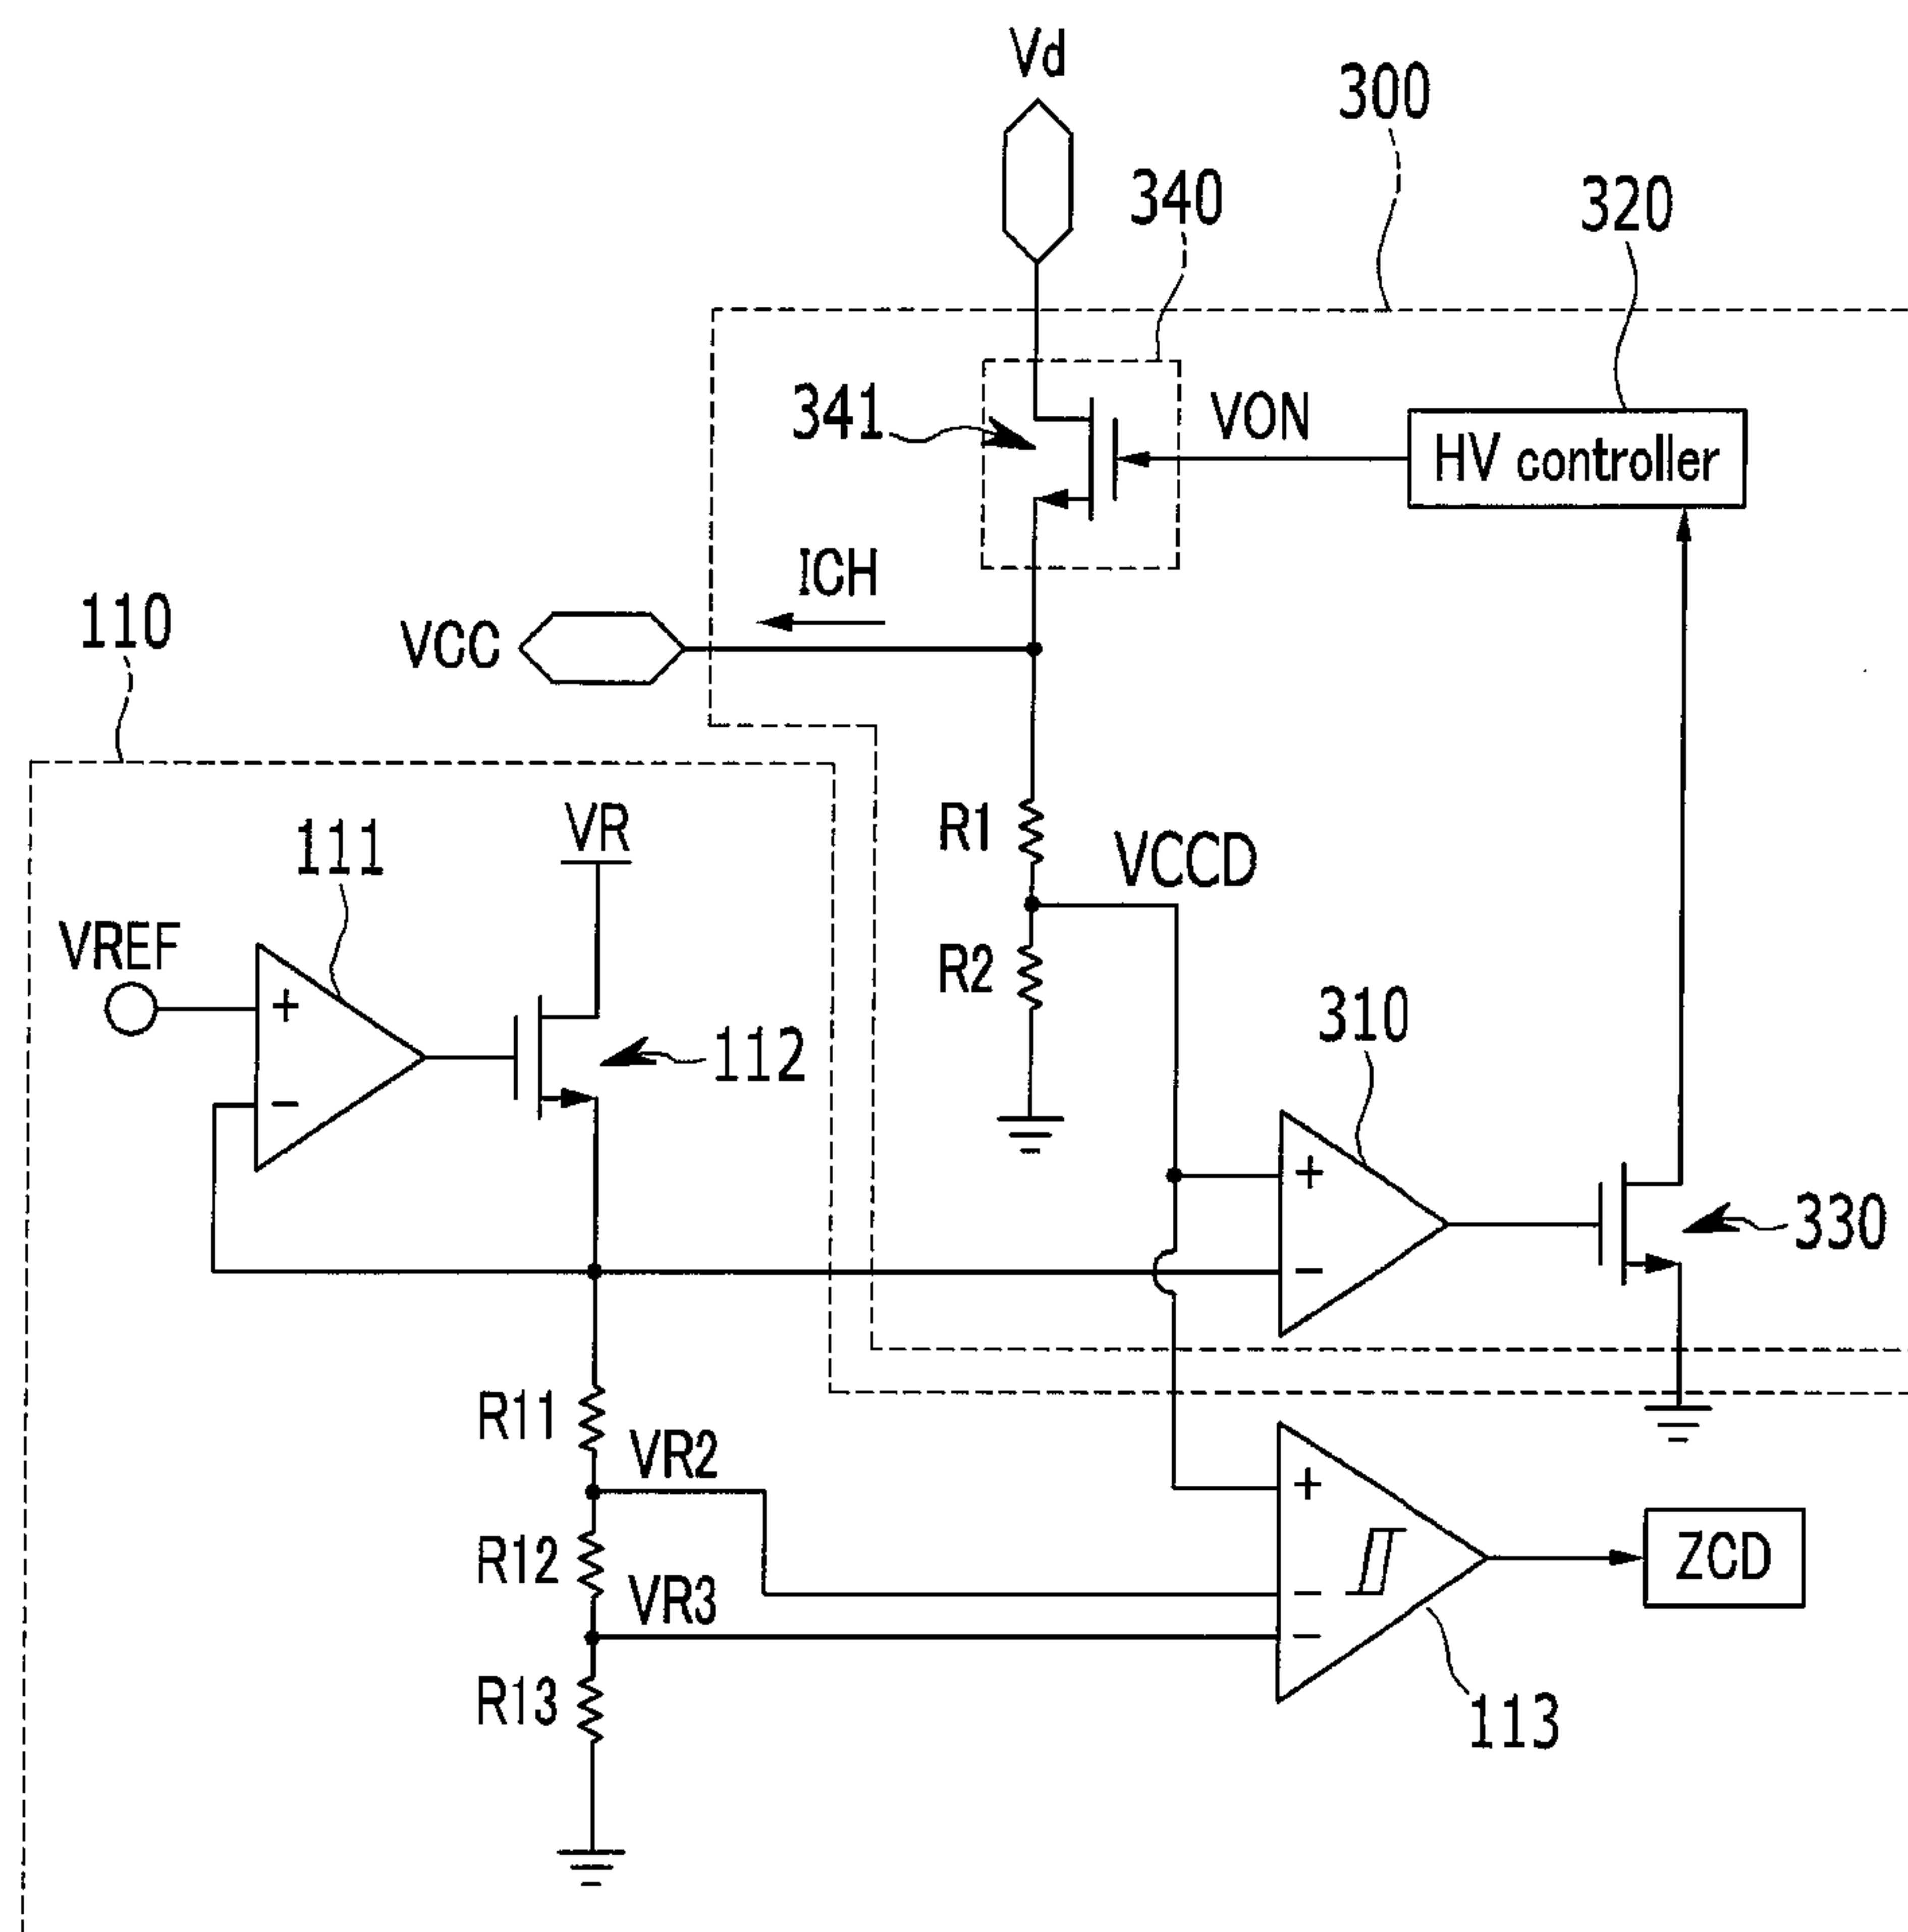 Vd
300
340
320
341
VON
HV controller
ICH
110
VCC
VR
111
R1
VCCD
VREF
+
R2
310
112
−
+
330
−
R11
VR2
+
R12
ZCD
VR3
−
−
R13
113